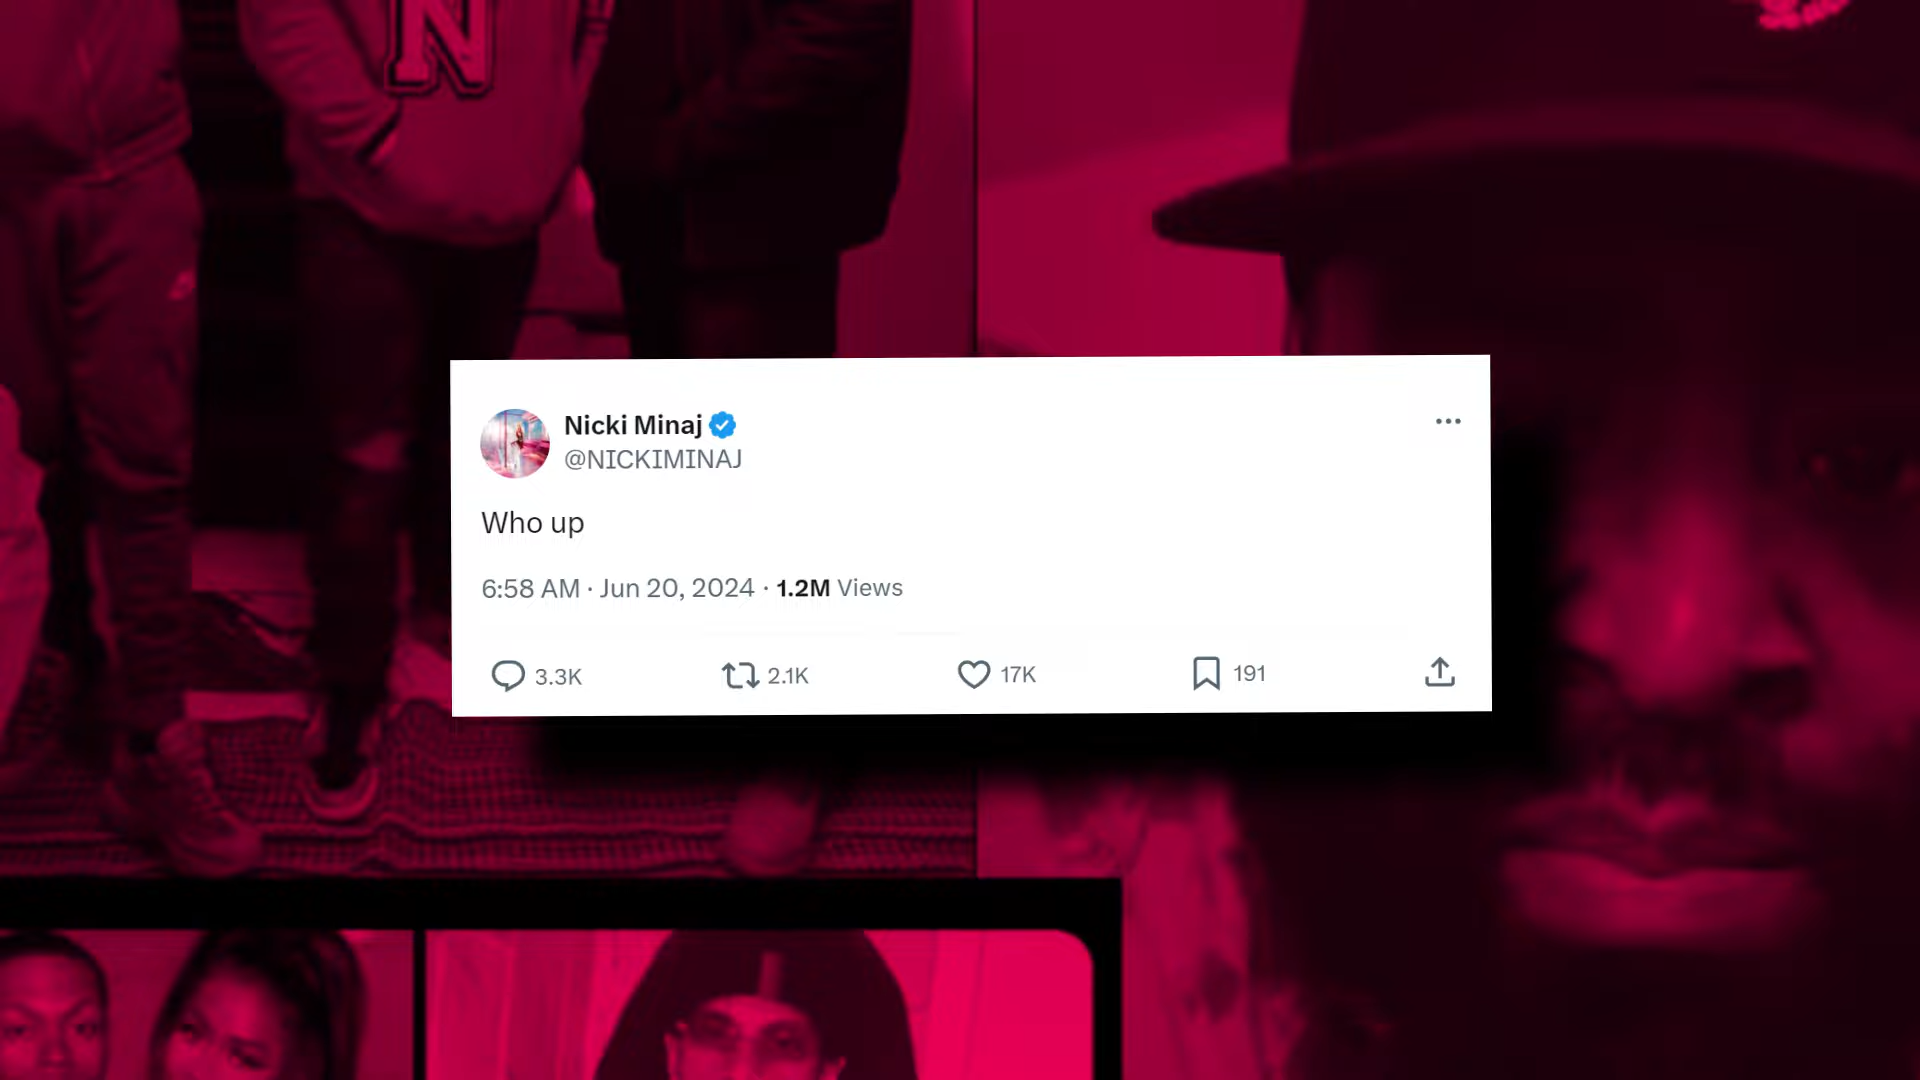 N
Nicki Minaj
@NICKIMINAJ
Who up
6:58 AM · Jun 20, 2024 · 1.2M Views
3.3K 2.1K 17K 191